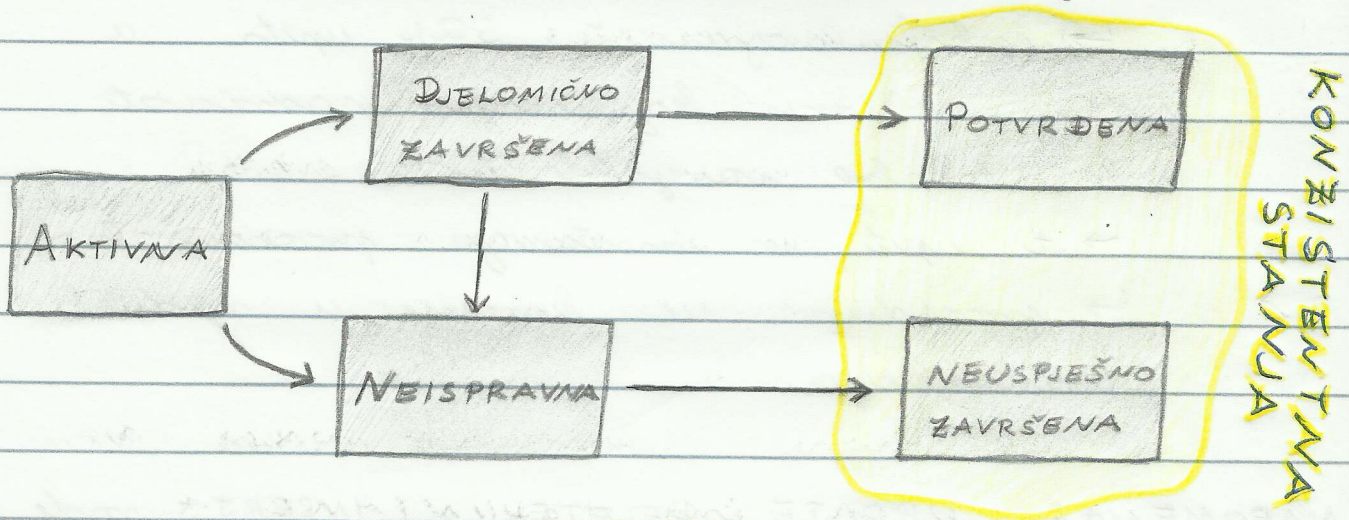 DJELOMIČNO
ZAVRŠENA
POTVRĐENA
AKTIVNA
NEISPRAVNA
NEUSPJEŠNO
ZAVRŠENA
KONZISTENTNA
STANJA